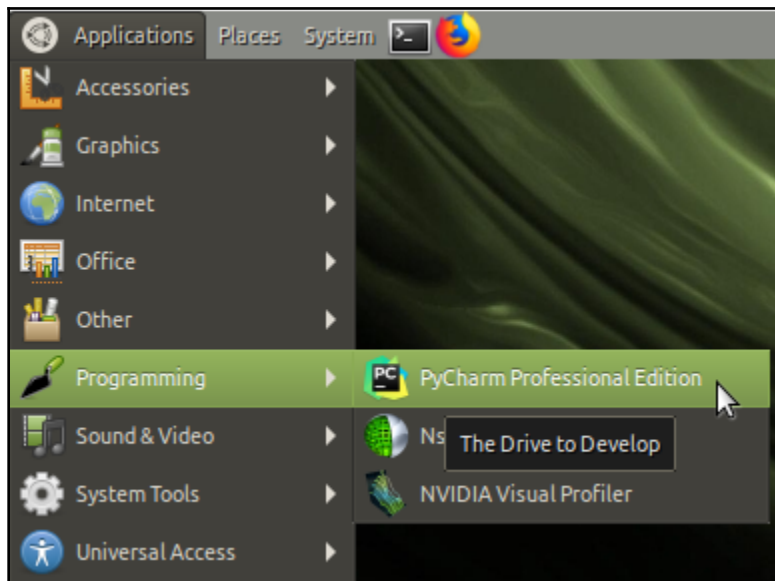 Applications Places System
Accessories
Graphics
Internet
Office
Other
Programming
PyCharm Professional Edition
PC
Sound & Video
Ns
The Drive to Develop
System Tools
NVIDIA Visual Profiler
Universal Access